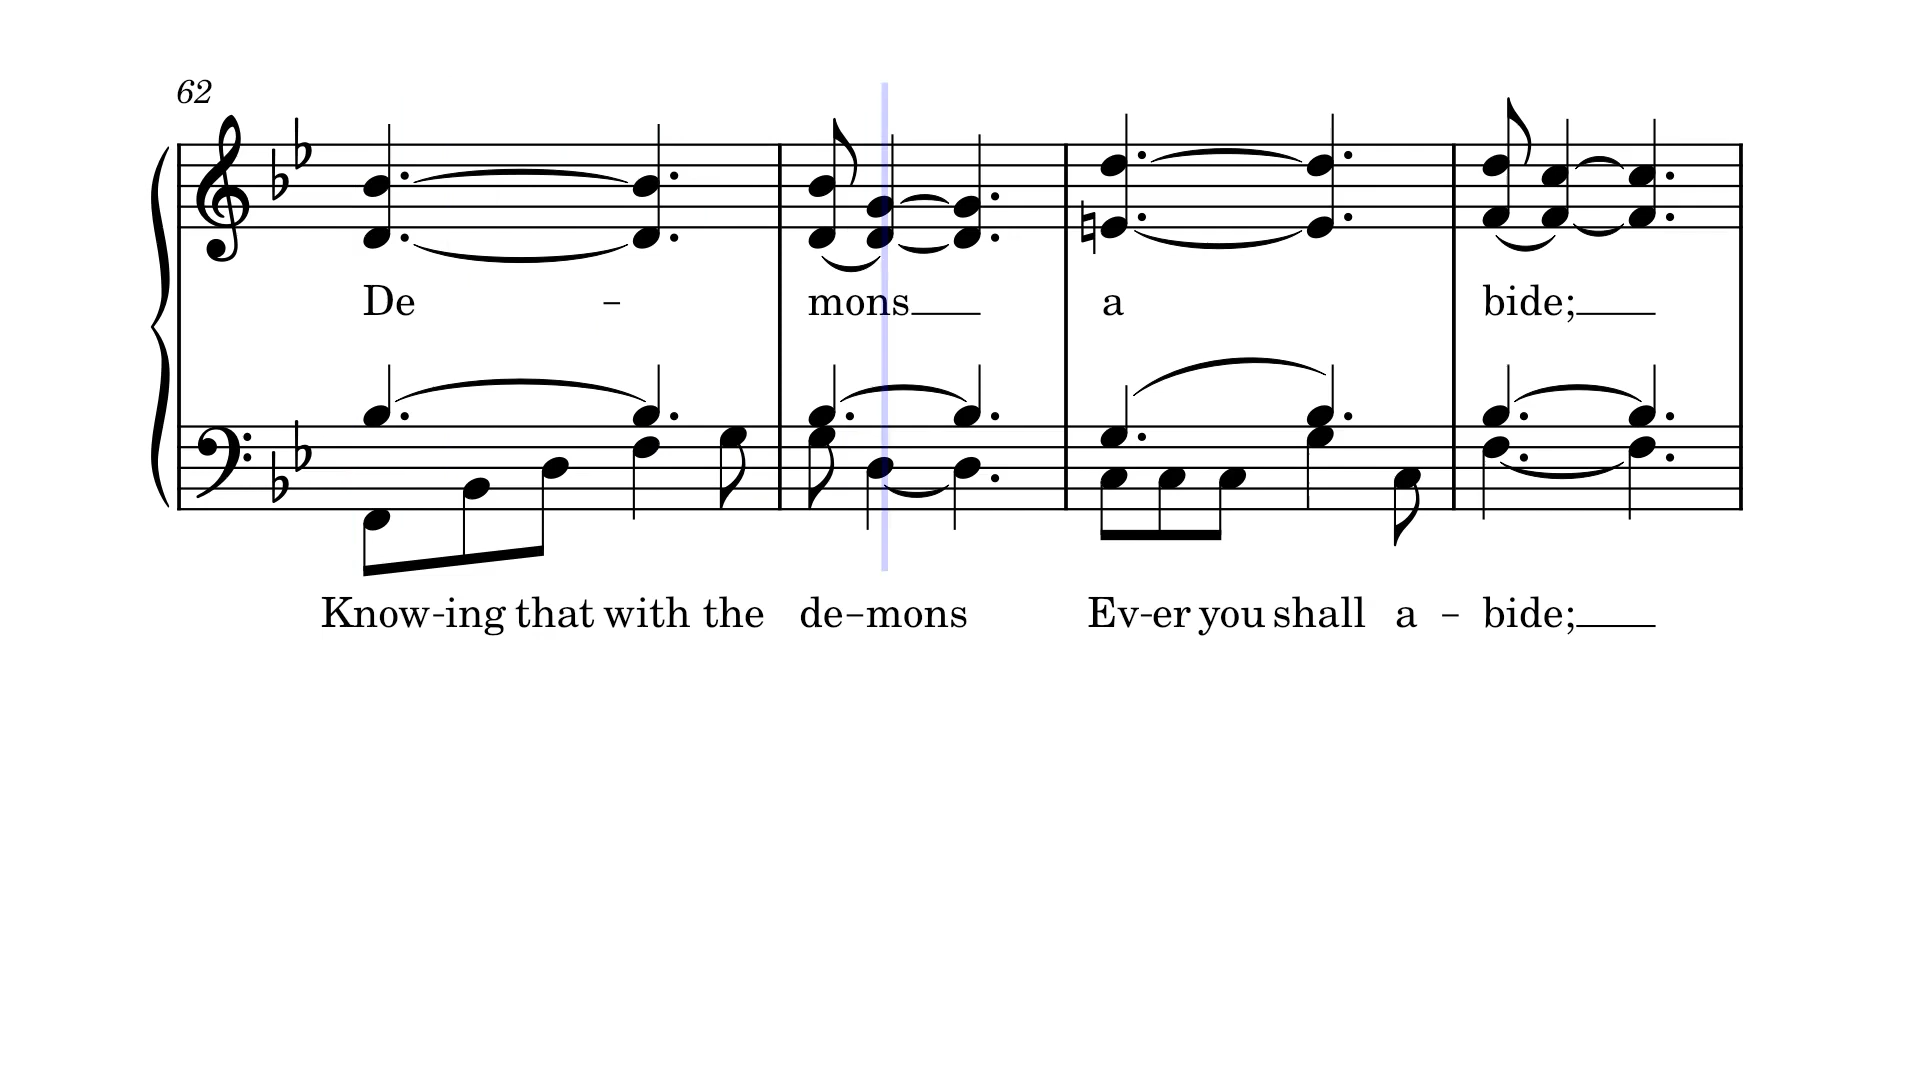 62
De - mons a bide;
Know-ing that with the de-mons Ev-er you shall a - bide;